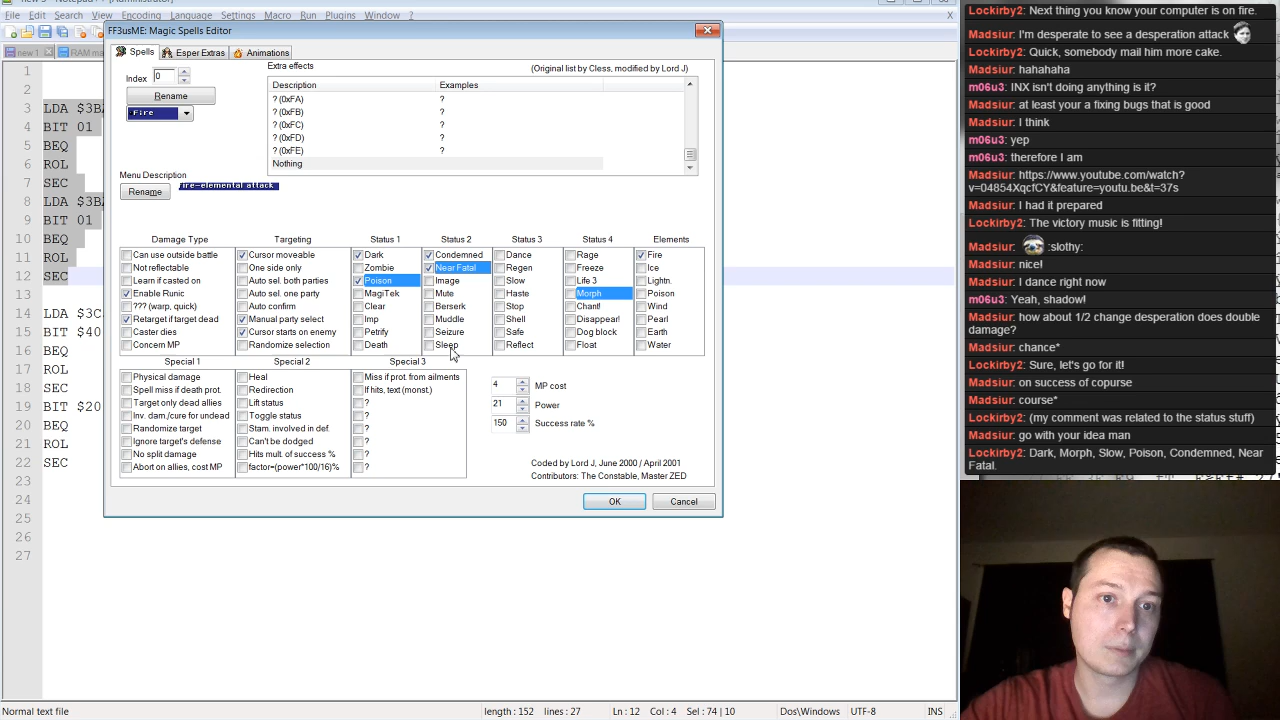 new 5 - Notepad++ [Administrator]
File Edit Search View Encoding Language Settings Macro Run Plugins Window ?
new 1
RAM ma
FF3usME: Magic Spells Editor
Spells Esper Extras Animations
Index 0
Rename
Fire
Menu Description
Rename
ire-elemental attack
Extra effects
(Original list by Cless, modified by Lord J)
Description Examples
? (0xFA) ?
? (0xFB) ?
? (0xFC) ?
? (0xFD) ?
? (0xFE) ?
Nothing
Damage Type
Can use outside battle
Not reflectable
Learn if casted
Enable Runic
??? (warp, quick)
Retarget if target dead
Caster dies
Concern MP
Targeting
Cursor moveable
One side only
Auto sel. both parties
Auto sel. one party
Auto confirm
Manual party select
Cursor starts on enemy
Randomize selection
Status 1
Dark
Zombie
Poison
MagiTek
Clear
Imp
Petrify
Death
Status 2
Condemned
Near Fatal
Image
Mute
Berserk
Muddle
Seizure
Sleep
Status 3
Dance
Regen
Slow
Haste
Stop
Shell
Safe
Reflect
Status 4
Rage
Freeze
Life 3
Morph
Chant!
Disappear!
Dog block
Float
Elements
Fire
Ice
Lightn.
Poison
Wind
Pearl
Earth
Water
Special 1
Physical damage
Spell miss if death prot.
Target only dead allies
Inv. dam./cure for undead
Randomize target
Ignore target's defense
No split damage
Abort on allies, cost MP
Special 2
Heal
Redirection
Lift status
Toggle status
Stam. involved in def.
Can't be dodged
Hits mult. of success %
factor=(power*100/16)%
Special 3
Miss if prot. from ailments
If hits, text (monst.)
?
?
?
?
?
?
4 MP cost
21 Power
150 Success rate %
Coded by Lord J, June 2000 / April 2001
Contributors: The Constable, Master ZED
OK Cancel
1
2
3 LDA $3B
4 BIT 01
5 BEQ
6 ROL
7 SEC
8 LDA $3B
9 BIT 01
10 BEQ
11 ROL
12 SEC
13
14 LDA $3C
15 BIT $40
16 BEQ
17 ROL
18 SEC
19 BIT $20
20 BEQ
21 ROL
22 SEC
23
24
25
26
27
Normal text file length : 152 lines : 27 Ln : 12 Col : 4 Sel : 74 | 10 Dos\Windows UTF-8 INS
Lockirby2: Next thing you know your computer is on fire.
Madsiur: I'm desperate to see a desperation attack
Lockirby2: Quick, somebody mail him more cake.
Madsiur: hahahaha
m06u3: INX isn't doing anything is it?
Madsiur: at least your a fixing bugs that is good
Madsiur: I think
m06u3: yep
m06u3: therefore I am
Madsiur: https://www.youtube.com/watch?
v=04854XqcfCY&feature=youtu.be&t=37s
Madsiur: I had it prepared
Lockirby2: The victory music is fitting!
Madsiur: :slothy:
Madsiur: nice!
Madsiur: I dance right now
m06u3: Yeah, shadow!
Madsiur: how about 1/2 change desperation does double
damage?
Madsiur: chance*
Lockirby2: Sure, let's go for it!
Madsiur: on success of copurse
Madsiur: course*
Lockirby2: (my comment was related to the status stuff)
Madsiur: go with your idea man
Lockirby2: Dark, Morph, Slow, Poison, Condemned, Near
Fatal.